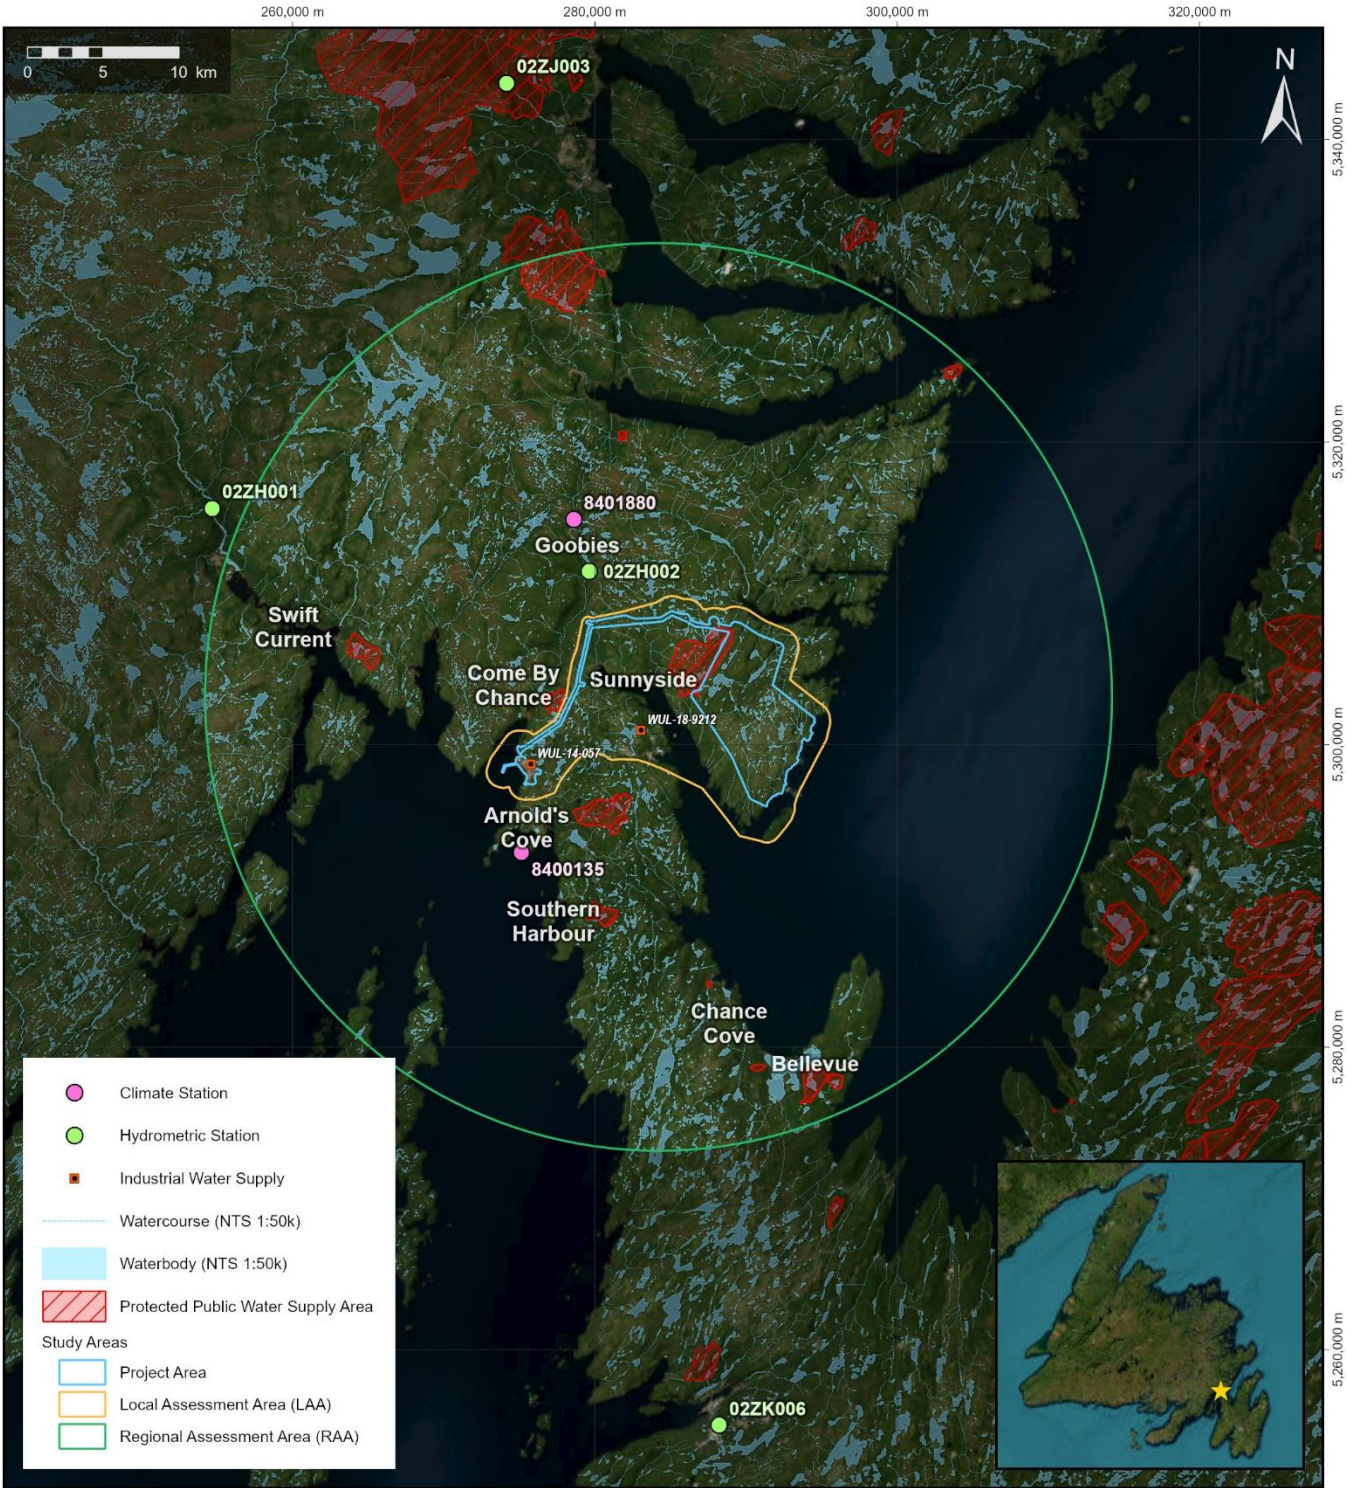 260,000 m
280,000 m
300,000 m
320,000 m
0 5 10 km
N
02ZJ003
5,340,000 m
5,320,000 m
02ZH001
8401880
Goobies
02ZH002
Swift
Current
Come By
Chance
Sunnyside
WUL-18-9212
WUL-14-057
5,300,000 m
Arnold's
Cove
8400135
Southern
Harbour
Chance
Cove
Bellevue
5,280,000 m
Climate Station
Hydrometric Station
Industrial Water Supply
Watercourse (NTS 1:50k)
Waterbody (NTS 1:50k)
Protected Public Water Supply Area
Study Areas
Project Area
Local Assessment Area (LAA)
Regional Assessment Area (RAA)
02ZK006
5,260,000 m